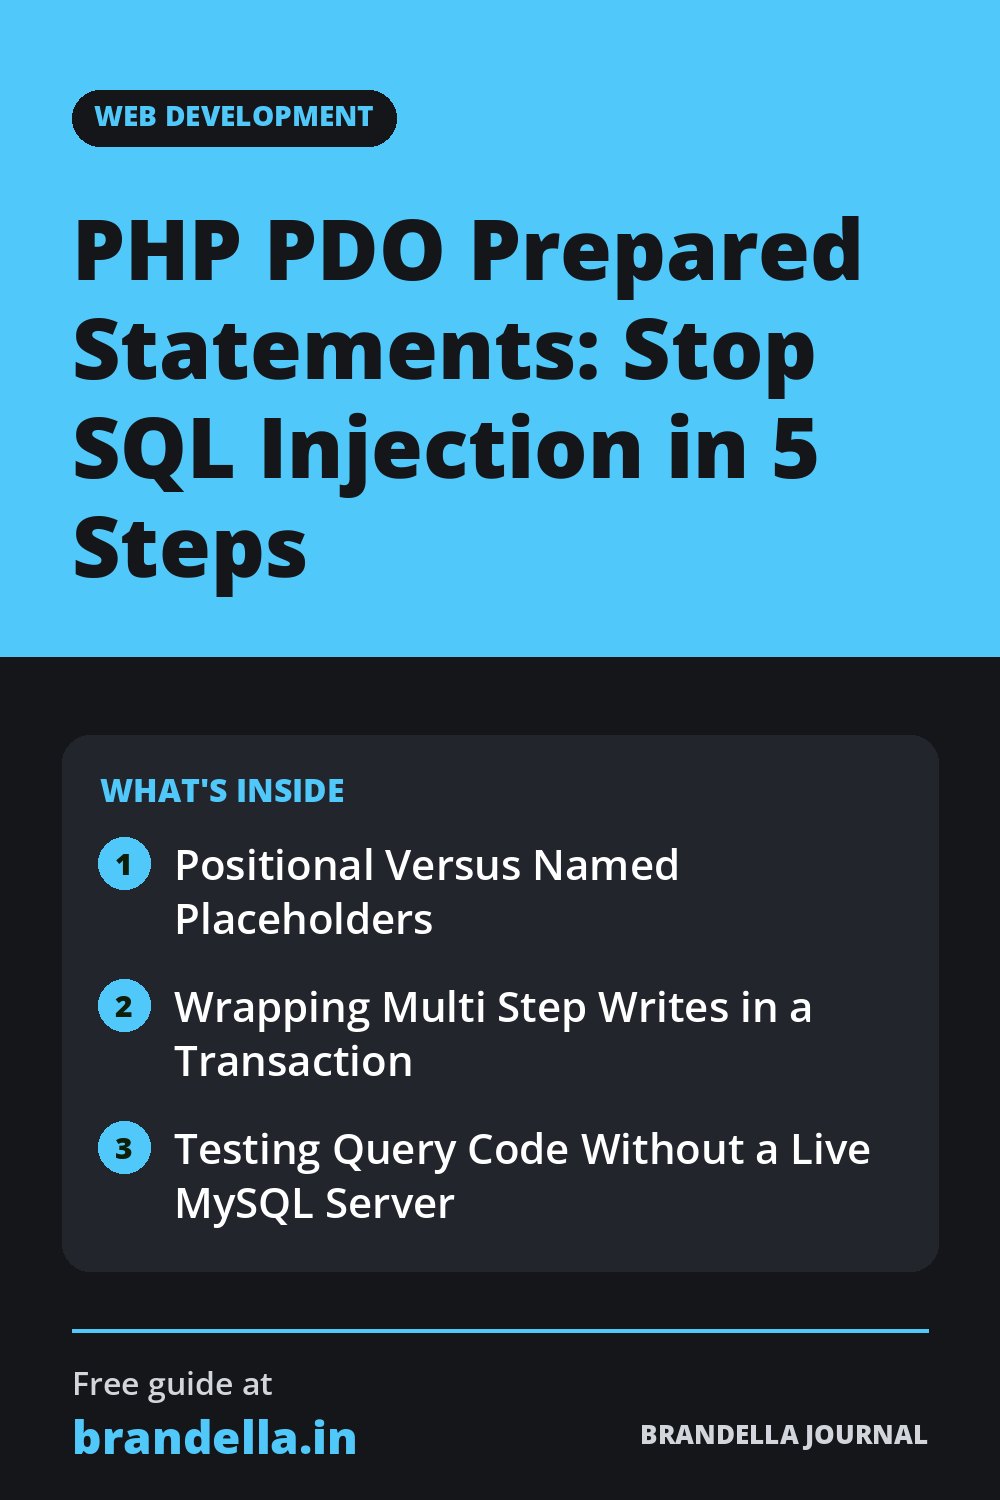 WEB DEVELOPMENT
PHP PDO Prepared
Statements: Stop
SQL Injection in 5
Steps
WHAT'S INSIDE
1 Positional Versus Named
Placeholders
2 Wrapping Multi Step Writes in a
Transaction
3 Testing Query Code Without a Live
MySQL Server
Free guide at
brandella.in
BRANDELLA JOURNAL